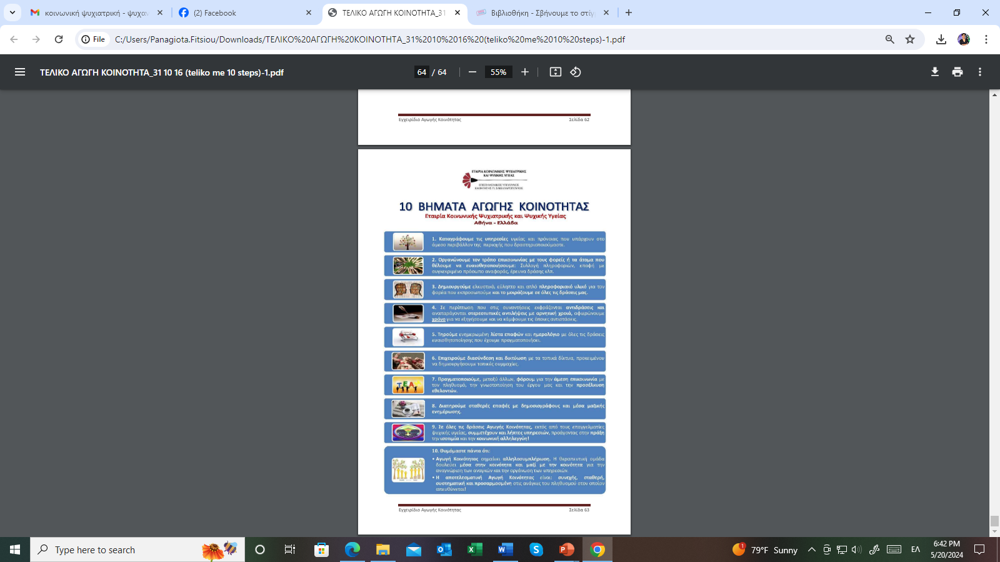 κοινωνική ψυχιατρική - ψυχαν
(2) Facebook
ΤΕΛΙΚΟ ΑΓΩΓΗ ΚΟΙΝΟΤΗΤΑ_31
Βιβλιοθήκη - Σβήνουμε το στίγ
File
C:/Users/Panagiota.Fitsiou/Downloads/ΤΕΛΙΚΟ%20ΑΓΩΓΗ%20ΚΟΙΝΟΤΗΤΑ_31%2010%2016%20(teliko%20me%2010%20steps)-1.pdf
ΤΕΛΙΚΟ ΑΓΩΓΗ ΚΟΙΝΟΤΗΤΑ_31 10 16 (teliko me 10 steps)-1.pdf
64 / 64
55%
Εγχειρίδιο Αγωγής Κοινότητας
Σελίδα 62
ΕΤΑΙΡΙΑ ΚΟΙΝΩΝΙΚΗΣ ΨΥΧΙΑΤΡΙΚΗΣ
ΚΑΙ ΨΥΧΙΚΗΣ ΥΓΕΙΑΣ
ΕΠΙΣΤΗΜΟΝΙΚΟΣ ΥΠΕΥΘΥΝΟΣ
ΚΑΘΗΓΗΤΗΣ Π. ΣΑΚΕΛΛΑΡΟΠΟΥΛΟΣ
10 ΒΗΜΑΤΑ ΑΓΩΓΗΣ ΚΟΙΝΟΤΗΤΑΣ
Εταιρία Κοινωνικής Ψυχιατρικής και Ψυχικής Υγείας
Αθήνα - Ελλάδα
1. Καταγράφουμε τις υπηρεσίες υγείας και πρόνοιας που υπάρχουν στο
άμεσο περιβάλλον της περιοχής που δραστηριοποιούμαστε.
2. Οργανώνουμε τον τρόπο επικοινωνίας με τους φορείς ή τα άτομα που
θέλουμε να ευαισθητοποιήσουμε: Συλλογή πληροφοριών, επαφή με
συγκεκριμένο πρόσωπο αναφοράς, έρευνα δράσης κλπ.
3. Δημιουργούμε ελκυστικό, εύληπτο και απλό πληροφοριακό υλικό για τον
φορέα που εκπροσωπούμε και το μοιράζουμε σε όλες τις δράσεις μας.
4. Σε περίπτωση που στις συναντήσεις εκφράζονται αντιδράσεις και
αναπαράγονται στερεοτυπικές αντιλήψεις με αρνητική χροιά, αφιερώνουμε
χρόνο για να εξηγήσουμε και να κάμψουμε τις όποιες αντιστάσεις.
5. Τηρούμε ενημερωμένη λίστα επαφών και ημερολόγιο με όλες τις δράσεις
ευαισθητοποίησης που έχουμε πραγματοποιήσει.
6. Επιχειρούμε διασύνδεση και δικτύωση με τα τοπικά δίκτυα, προκειμένου
να δημιουργήσουμε τοπικές συμμαχίες.
ΤΕΑ
7. Πραγματοποιούμε, μεταξύ άλλων, φόρουμ για την άμεση επικοινωνία με
τον πληθυσμό, την γνωστοποίηση του έργου μας και την προσέλκυση
εθελοντών.
8. Διατηρούμε σταθερές επαφές με δημοσιογράφους και μέσα μαζικής
ενημέρωσης.
9. Σε όλες τις δράσεις Αγωγής Κοινότητας, εκτός από τους επαγγελματίες
ψυχικής υγείας, συμμετέχουν και λήπτες υπηρεσιών, προάγοντας στην πράξη
την ισοτιμία και την κοινωνική αλληλεγγύη!
10. Θυμόμαστε πάντα ότι:
• Αγωγή Κοινότητας σημαίνει αλληλοσυμπλήρωση. Η θεραπευτική ομάδα
δουλεύει μέσα στην κοινότητα και μαζί με την κοινότητα για την
αναγνώριση των αναγκών και την οργάνωση των υπηρεσιών.
• Η αποτελεσματική Αγωγή Κοινότητας είναι: συνεχής, σταθερή,
συστηματική και προσαρμοσμένη στις ανάγκες του πληθυσμού στον οποίον
απευθύνεται!
Εγχειρίδιο Αγωγής Κοινότητας
Σελίδα 63
Type here to search
1
79°F Sunny
ΕΛ
6:42 PM
5/20/2024